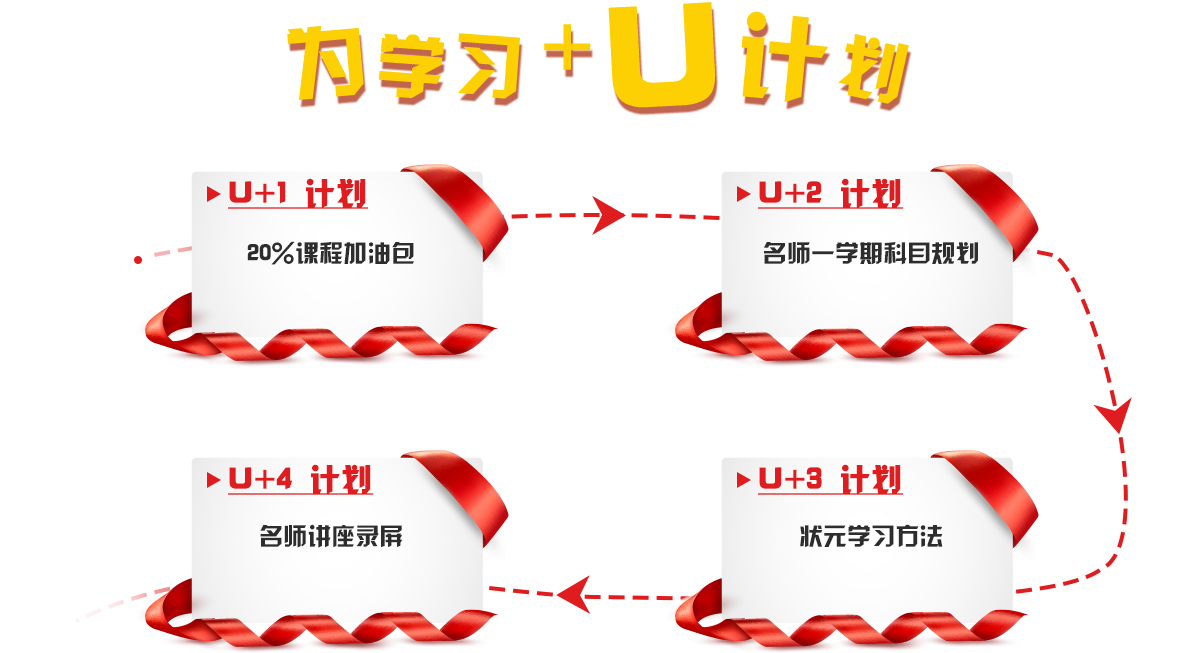 为学习+U计划
U+1 计划
20%课程加油包
U+2 计划
名师一学期科目规划
U+3 计划
状元学习方法
U+4 计划
名师讲座录屏